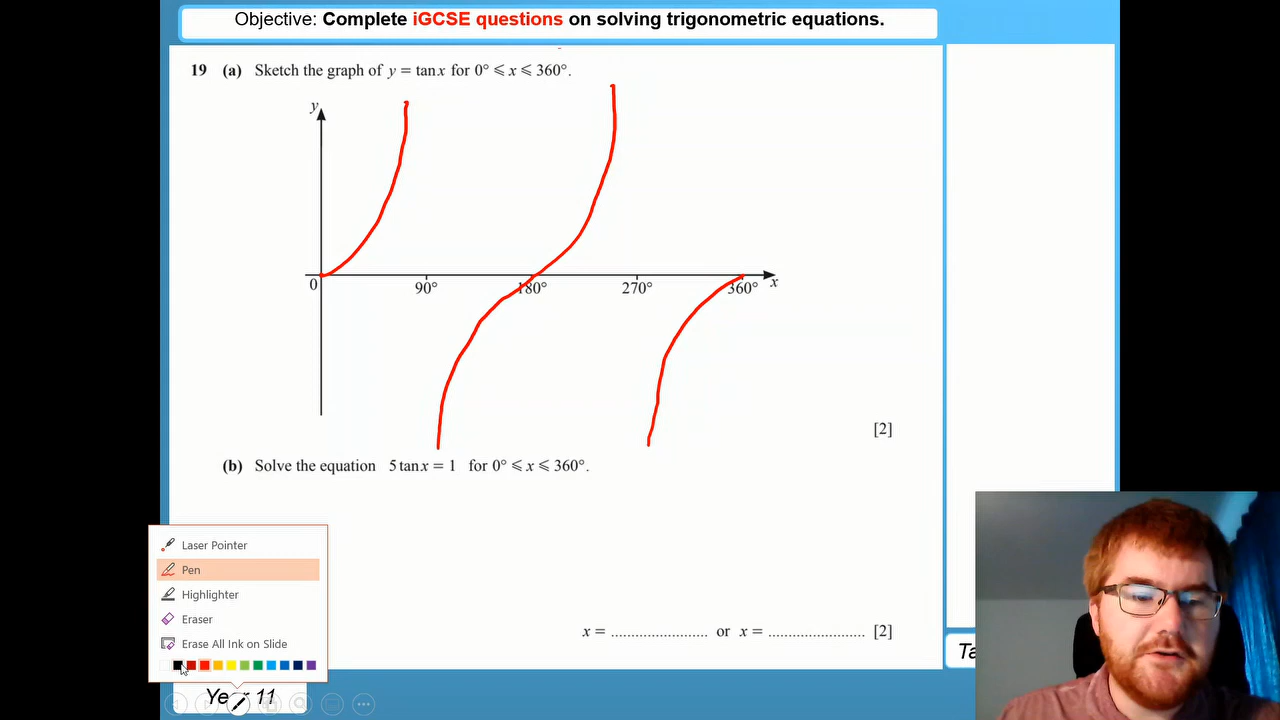 Objective: Complete iGCSE questions on solving trigonometric equations.
19 (a) Sketch the graph of y = tan x for 0° ⩽ x ⩽ 360°.
y
0 90° 180° 270° 360° x
[2]
(b) Solve the equation 5 tan x = 1 for 0° ⩽ x ⩽ 360°.
Laser Pointer
Pen
Highlighter
Eraser
Erase All Ink on Slide
x = ........................ or x = ........................ [2]
11